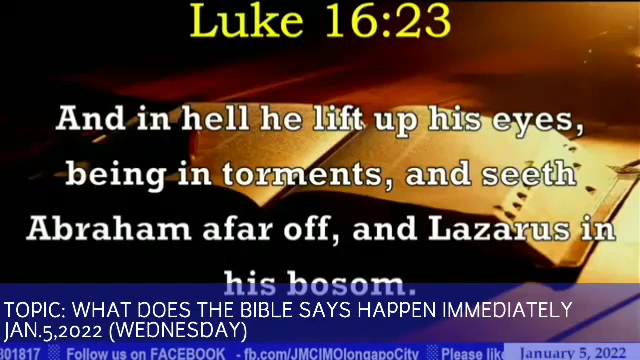 Luke 16:23
And in hell he lift up his eyes,
being in torments, and seeth
Abraham afar off, and Lazarus in
his bosom.
TOPIC: WHAT DOES THE BIBLE SAYS HAPPEN IMMEDIATELY
JAN.5,2022 (WEDNESDAY)
801817 Follow us on FACEBOOK - fb.com/JMCIMOlongapoCity Please like January 5, 2022